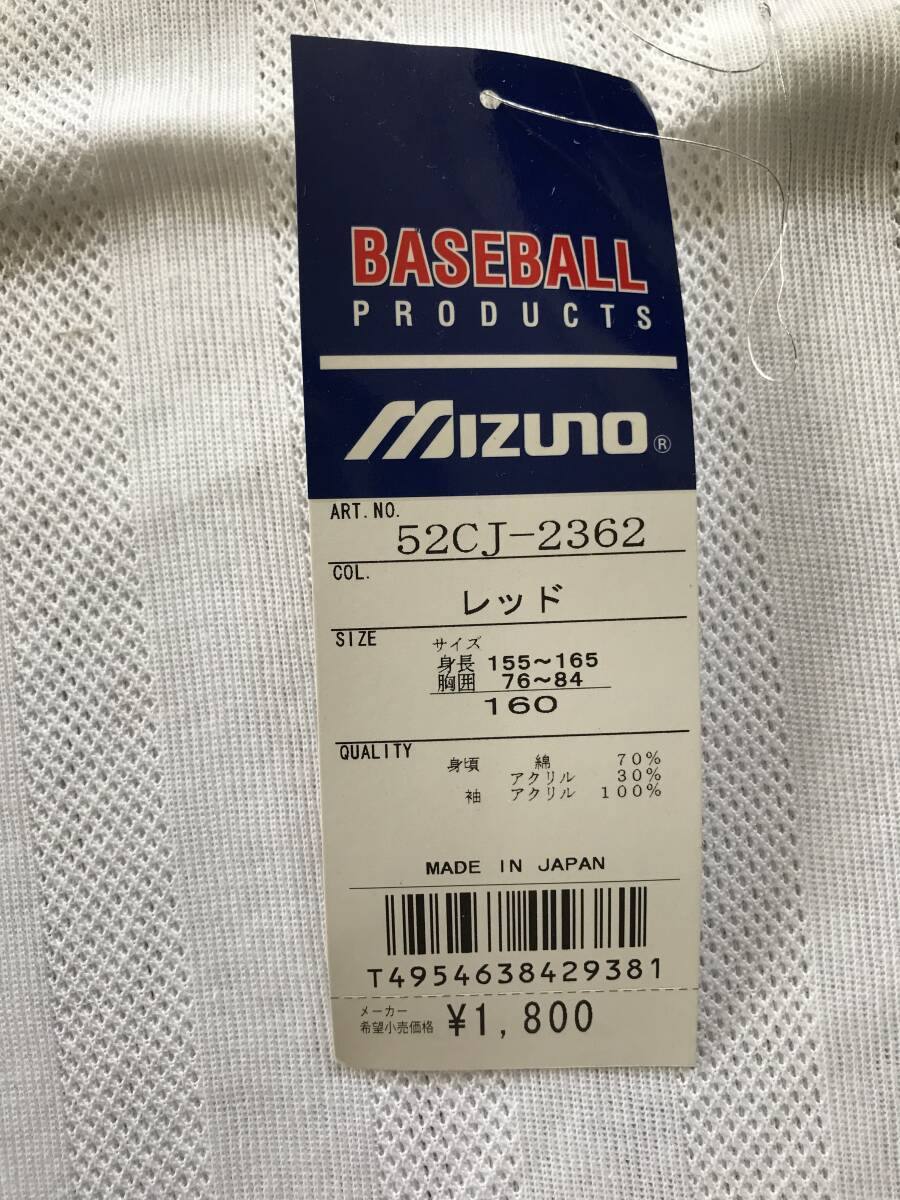 BASEBALL
PRODUCTS
MIZUNO®
ART. NO.
52CJ-2362
COL.
レッド
SIZE
サイズ
身長 155〜165
胸囲 76〜84
160
QUALITY
身頃 綿 70%
アクリル 30%
袖 アクリル 100%
MADE IN JAPAN
T4954638429381
メーカー
希望小売価格 ¥1,800